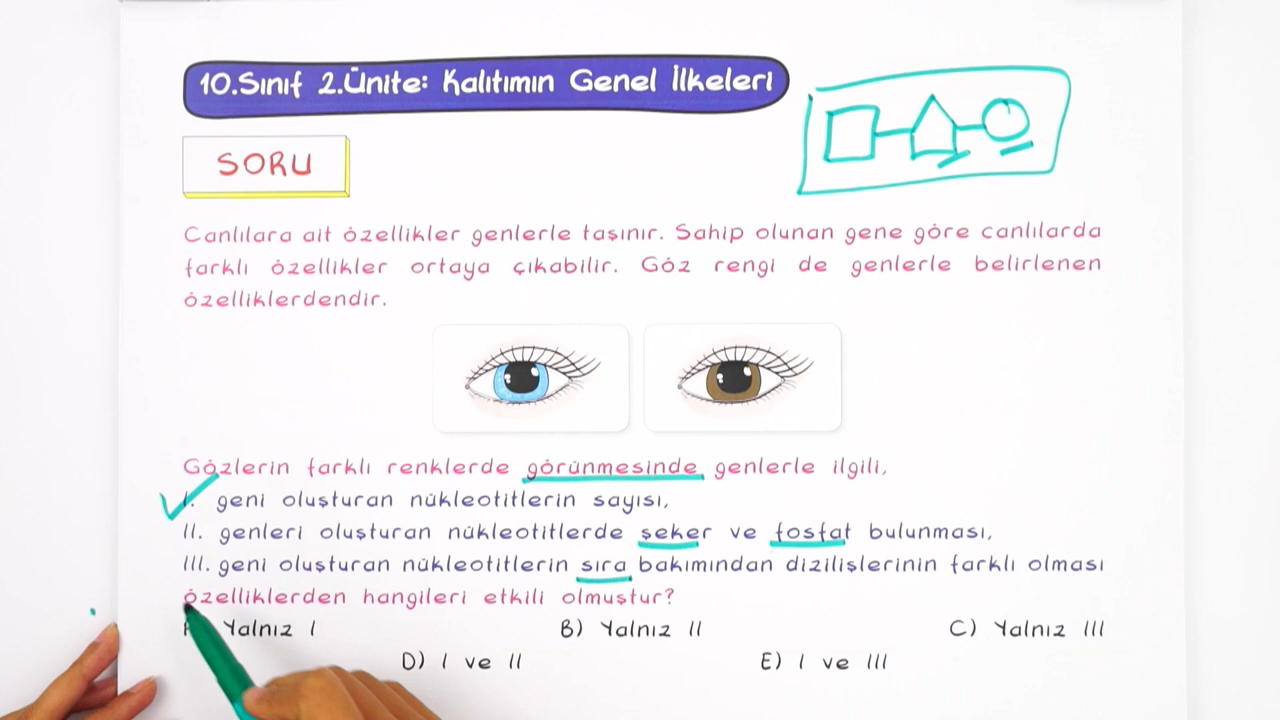 10.Sınıf 2.Ünite: Kalıtımın Genel İlkeleri
SORU
Canlılara ait özellikler genlerle taşınır. Sahip olunan gene göre canlılarda
farklı özellikler ortaya çıkabilir. Göz rengi de genlerle belirlenen
özelliklerdendir.
Gözlerin farklı renklerde görünmesinde genlerle ilgili,
I. geni oluşturan nükleotitlerin sayısı,
II. genleri oluşturan nükleotitlerde şeker ve fosfat bulunması,
III. geni oluşturan nükleotitlerin sıra bakımından dizilişlerinin farklı olması
özelliklerden hangileri etkili olmuştur?
Yalnız I
B) Yalnız II
C) Yalnız III
D) I ve II
E) I ve III